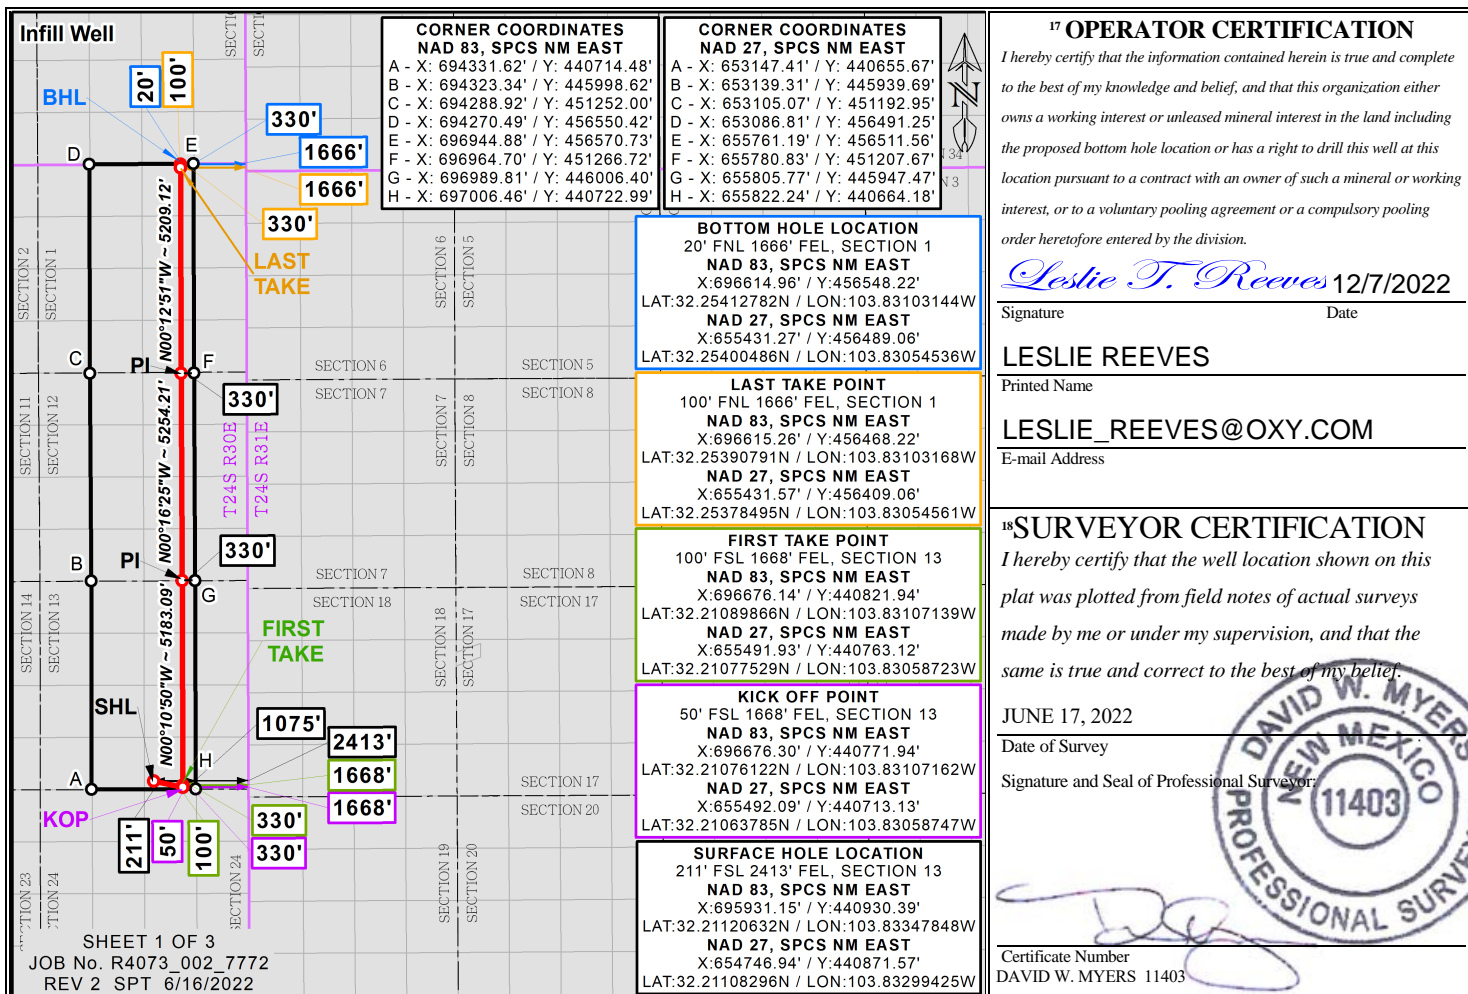 Infill Well
CORNER COORDINATES
NAD 83, SPCS NM EAST
A - X: 694331.62' / Y: 440714.48'
B - X: 694323.34' / Y: 445998.62'
C - X: 694288.92' / Y: 451252.00'
D - X: 694270.49' / Y: 456550.42'
E - X: 696944.88' / Y: 456570.73'
F - X: 696964.70' / Y: 451266.72'
G - X: 696989.81' / Y: 446006.40'
H - X: 697006.46' / Y: 440722.99'
CORNER COORDINATES
NAD 27, SPCS NM EAST
A - X: 653147.41' / Y: 440655.67'
B - X: 653139.31' / Y: 445939.69'
C - X: 653105.07' / Y: 451192.95'
D - X: 653086.81' / Y: 456491.25'
E - X: 655761.19' / Y: 456511.56'
F - X: 655780.83' / Y: 451207.67'
G - X: 655805.77' / Y: 445947.47'
H - X: 655822.24' / Y: 440664.18'
N
SECTION
SECTION
20'
100'
BHL
330'
1666'
1666'
330'
LAST
TAKE
D
E
34
N 3
SECTION 2
SECTION 1
SECTION 6
SECTION 5
N00°12'51"W ~ 5209.12'
C
PI
F
330'
SECTION 6
SECTION 5
SECTION 7
SECTION 8
SECTION 11
SECTION 12
N00°16'25"W ~ 5254.21'
T24S R30E
T24S R31E
SECTION 7
SECTION 8
B
PI
G
330'
SECTION 7
SECTION 8
SECTION 18
SECTION 17
SECTION 14
SECTION 13
N00°10'50"W ~ 5183.09'
FIRST
TAKE
SECTION 18
SECTION 17
SHL
1075'
2413'
H
1668'
1668'
A
KOP
211'
50'
100'
330'
330'
SECTION 17
SECTION 20
SECTION 19
SECTION 20
SECTION 23
CTION 24
ECTION 24
SHEET 1 OF 3
JOB No. R4073_002_7772
REV 2 SPT 6/16/2022
BOTTOM HOLE LOCATION
20' FNL 1666' FEL, SECTION 1
NAD 83, SPCS NM EAST
X:696614.96' / Y:456548.22'
LAT:32.25412782N / LON:103.83103144W
NAD 27, SPCS NM EAST
X:655431.27' / Y:456489.06'
LAT:32.25400486N / LON:103.83054536W
LAST TAKE POINT
100' FNL 1666' FEL, SECTION 1
NAD 83, SPCS NM EAST
X:696615.26' / Y:456468.22'
LAT:32.25390791N / LON:103.83103168W
NAD 27, SPCS NM EAST
X:655431.57' / Y:456409.06'
LAT:32.25378495N / LON:103.83054561W
FIRST TAKE POINT
100' FSL 1668' FEL, SECTION 13
NAD 83, SPCS NM EAST
X:696676.14' / Y:440821.94'
LAT:32.21089866N / LON:103.83107139W
NAD 27, SPCS NM EAST
X:655491.93' / Y:440763.12'
LAT:32.21077529N / LON:103.83058723W
KICK OFF POINT
50' FSL 1668' FEL, SECTION 13
NAD 83, SPCS NM EAST
X:696676.30' / Y:440771.94'
LAT:32.21076122N / LON:103.83107162W
NAD 27, SPCS NM EAST
X:655492.09' / Y:440713.13'
LAT:32.21063785N / LON:103.83058747W
SURFACE HOLE LOCATION
211' FSL 2413' FEL, SECTION 13
NAD 83, SPCS NM EAST
X:695931.15' / Y:440930.39'
LAT:32.21120632N / LON:103.83347848W
NAD 27, SPCS NM EAST
X:654746.94' / Y:440871.57'
LAT:32.21108296N / LON:103.83299425W
17 OPERATOR CERTIFICATION
I hereby certify that the information contained herein is true and complete
to the best of my knowledge and belief, and that this organization either
owns a working interest or unleased mineral interest in the land including
the proposed bottom hole location or has a right to drill this well at this
location pursuant to a contract with an owner of such a mineral or working
interest, or to a voluntary pooling agreement or a compulsory pooling
order heretofore entered by the division.
Leslie T. Reeves 12/7/2022
Signature Date
LESLIE REEVES
Printed Name
LESLIE_REEVES@OXY.COM
E-mail Address
18 SURVEYOR CERTIFICATION
I hereby certify that the well location shown on this
plat was plotted from field notes of actual surveys
made by me or under my supervision, and that the
same is true and correct to the best of my belief.
JUNE 17, 2022
Date of Survey
Signature and Seal of Professional Surveyor:
DAVID W. MYERS
NEW MEXICO
11403
PROFESSIONAL SURVEY
Certificate Number
DAVID W. MYERS 11403